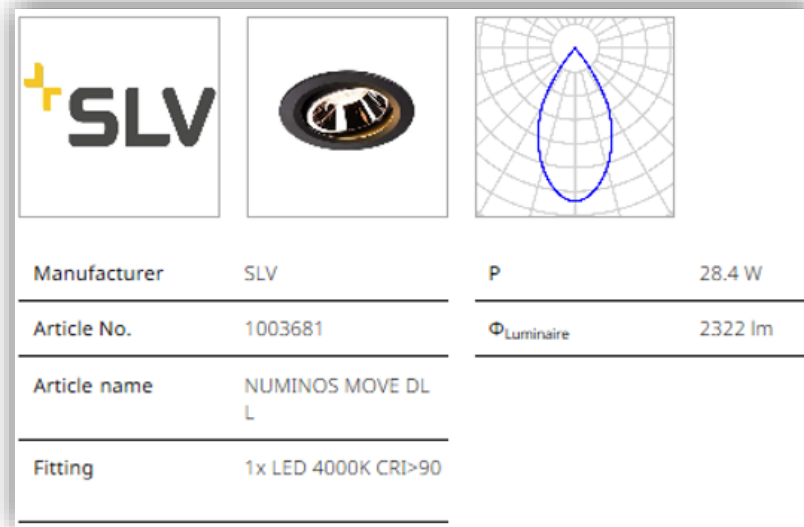 SLV
Manufacturer SLV
P 28.4 W
Article No. 1003681
ΦLuminaire 2322 lm
Article name NUMINOS MOVE DL
L
Fitting 1x LED 4000K CRI>90